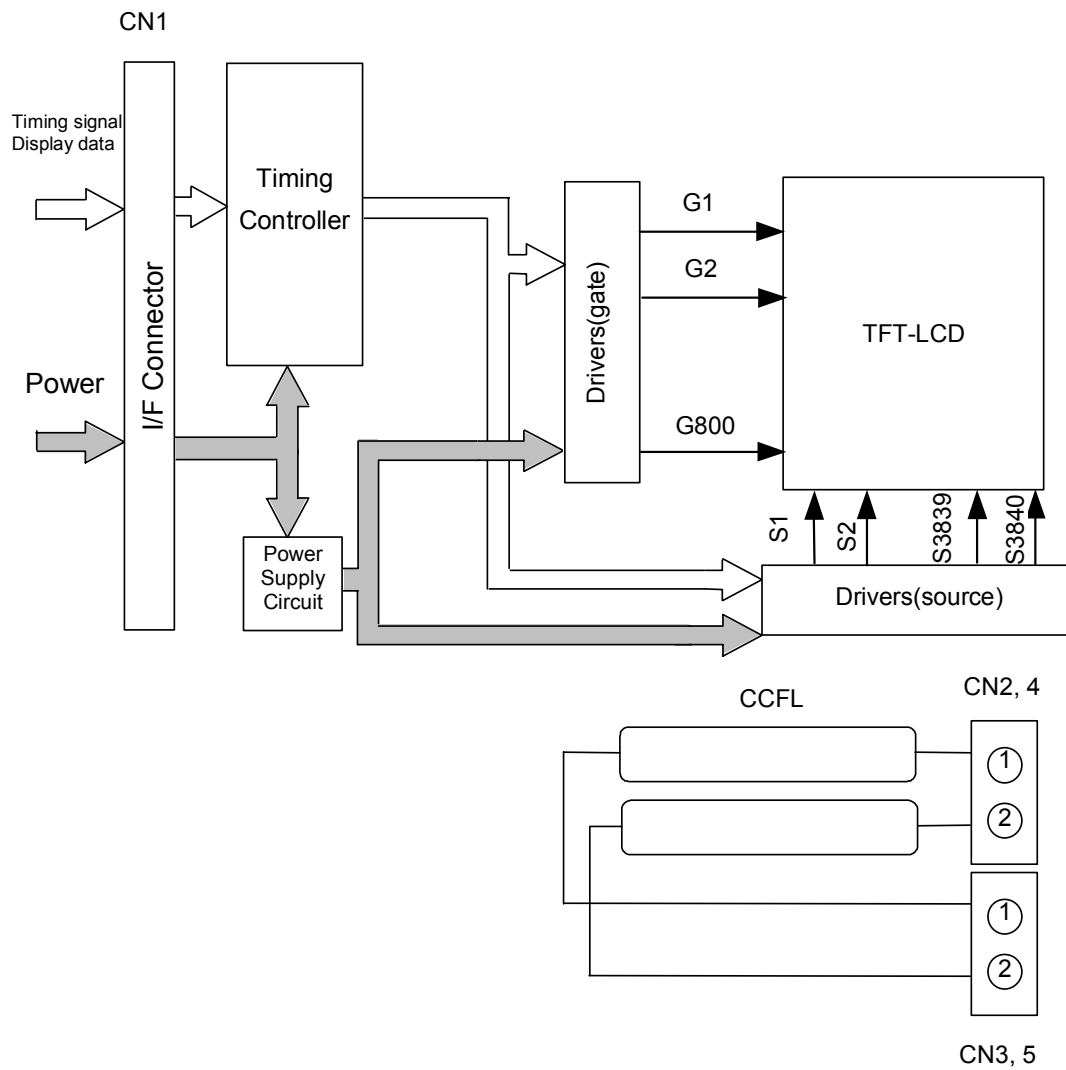 CN1
Timing signal
Display data
Power
I/F Connector
Timing
Controller
Power
Supply
Circuit
Drivers(gate)
G1
G2
G800
TFT-LCD
S1
S2
S3839
S3840
Drivers(source)
CCFL
CN2, 4
1
2
1
2
CN3, 5